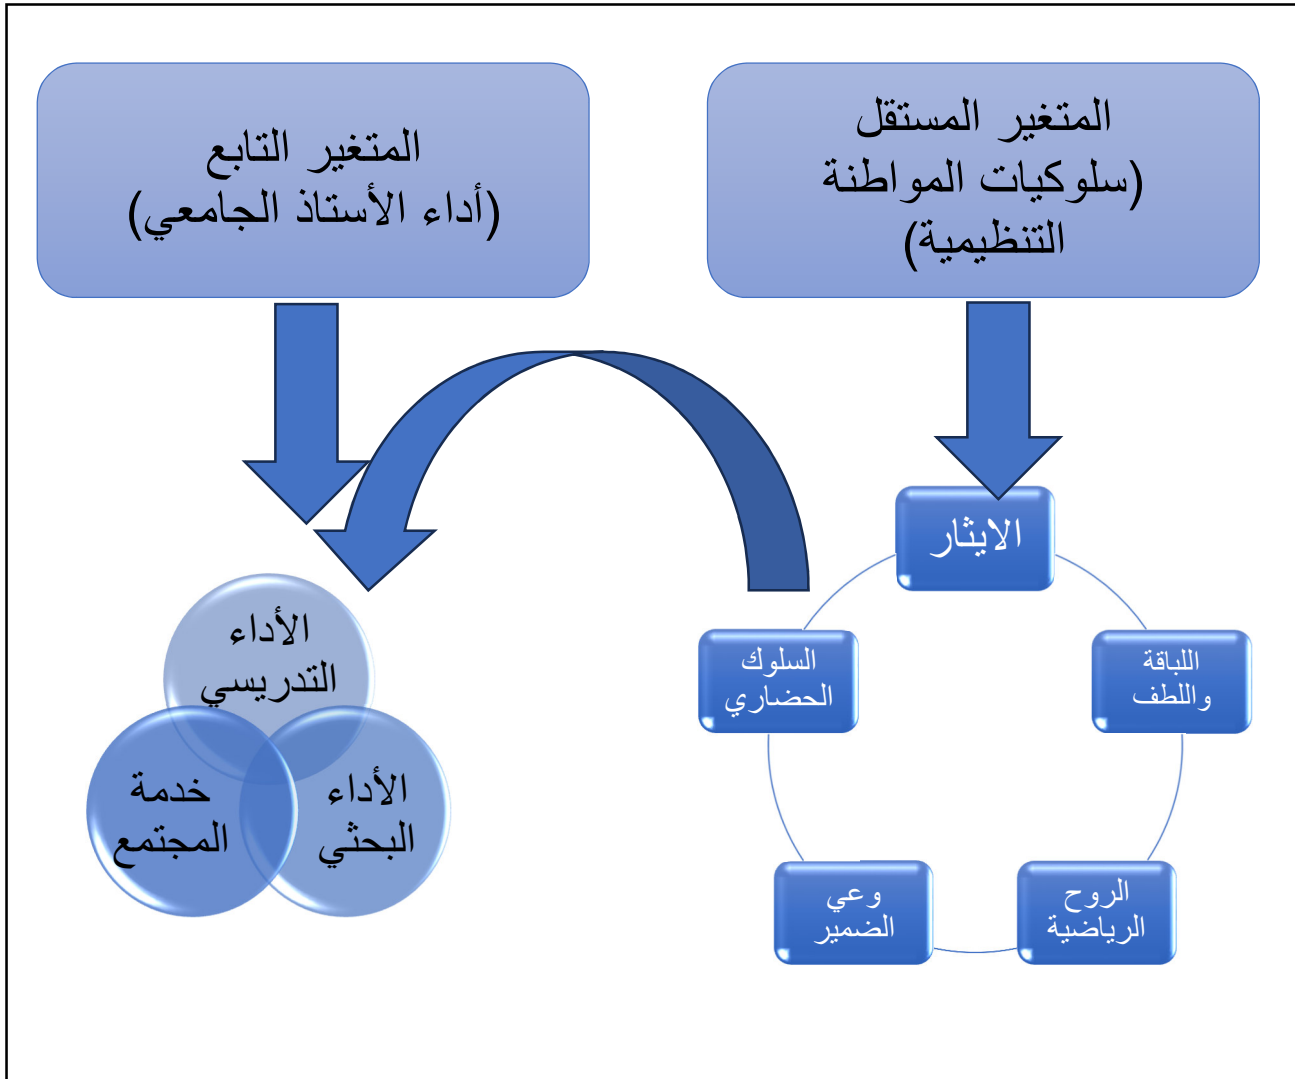 المتغير المستقل
(سلوكيات المواطنة
التنظيمية)
المتغير التابع
(أداء الأستاذ الجامعي)
الايثار
اللباقة
واللطف
الروح
الرياضية
وعي
الضمير
السلوك
الحضاري
الأداء
التدريسي
الأداء
البحثي
خدمة
المجتمع